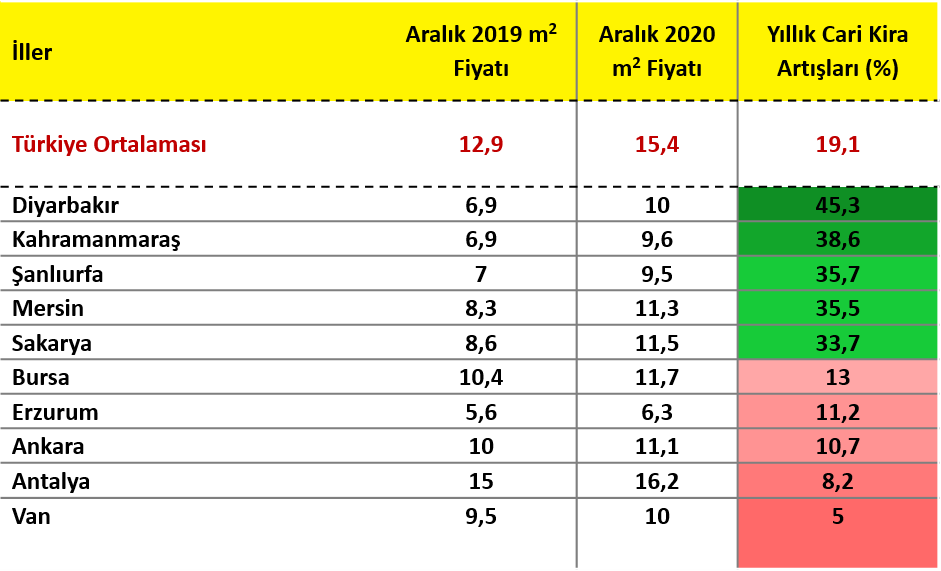 İller Aralık 2019 m² Fiyatı Aralık 2020 m² Fiyatı Yıllık Cari Kira Artışları (%)
Türkiye Ortalaması 12,9 15,4 19,1
Diyarbakır 6,9 10 45,3
Kahramanmaraş 6,9 9,6 38,6
Şanlıurfa 7 9,5 35,7
Mersin 8,3 11,3 35,5
Sakarya 8,6 11,5 33,7
Bursa 10,4 11,7 13
Erzurum 5,6 6,3 11,2
Ankara 10 11,1 10,7
Antalya 15 16,2 8,2
Van 9,5 10 5